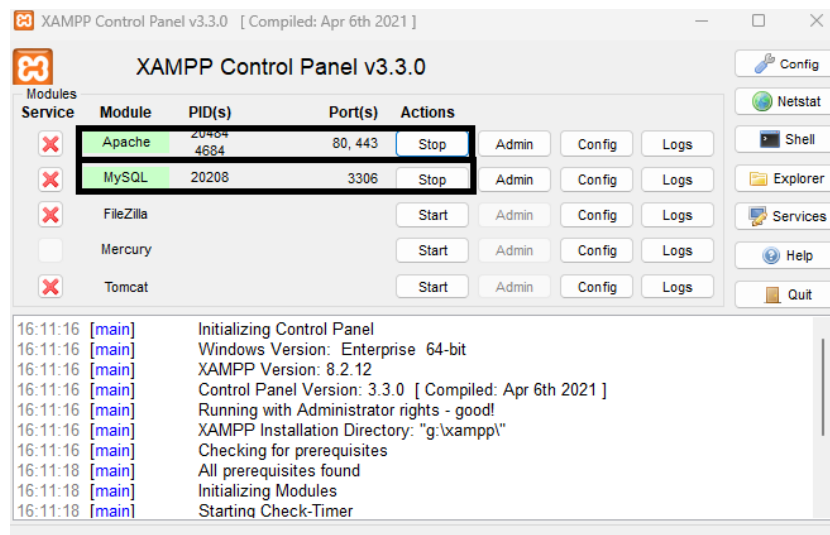 XAMPP Control Panel v3.3.0 [ Compiled: Apr 6th 2021 ]
XAMPP Control Panel v3.3.0
Config
Modules
Service Module PID(s) Port(s) Actions
Netstat
Apache 20484 4684 80, 443 Stop Admin Config Logs
Shell
MySQL 20208 3306 Stop Admin Config Logs
Explorer
FileZilla Start Admin Config Logs
Services
Mercury Start Admin Config Logs
Help
Tomcat Start Admin Config Logs
Quit
16:11:16 [main] Initializing Control Panel
16:11:16 [main] Windows Version: Enterprise 64-bit
16:11:16 [main] XAMPP Version: 8.2.12
16:11:16 [main] Control Panel Version: 3.3.0 [ Compiled: Apr 6th 2021 ]
16:11:16 [main] Running with Administrator rights - good!
16:11:16 [main] XAMPP Installation Directory: "g:\xampp\"
16:11:16 [main] Checking for prerequisites
16:11:18 [main] All prerequisites found
16:11:18 [main] Initializing Modules
16:11:18 [main] Starting Check-Timer